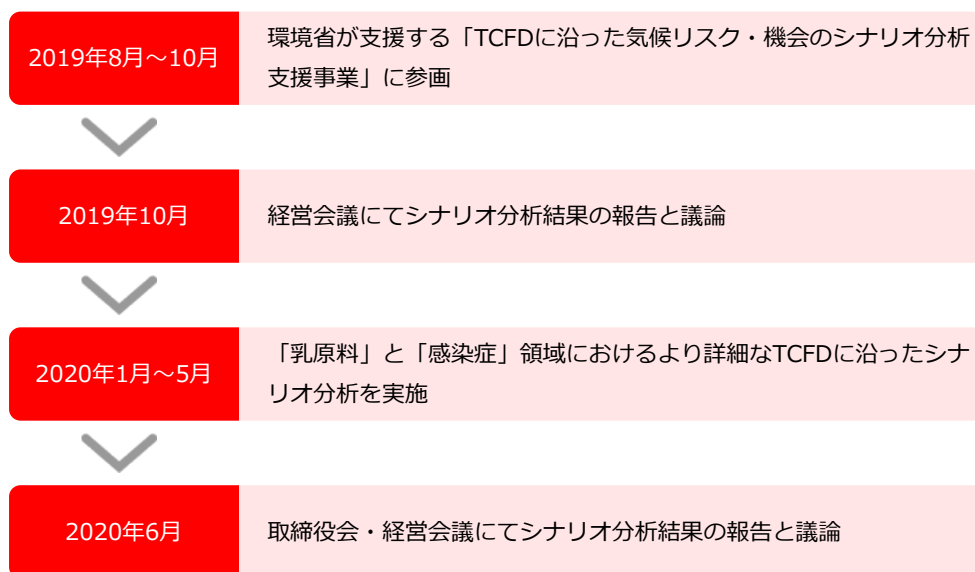 2019年8月～10月
環境省が支援する「TCFDに沿った気候リスク・機会のシナリオ分析
支援事業」に参画
2019年10月
経営会議にてシナリオ分析結果の報告と議論
2020年1月～5月
「乳原料」と「感染症」領域におけるより詳細なTCFDに沿ったシナ
リオ分析を実施
2020年6月
取締役会・経営会議にてシナリオ分析結果の報告と議論